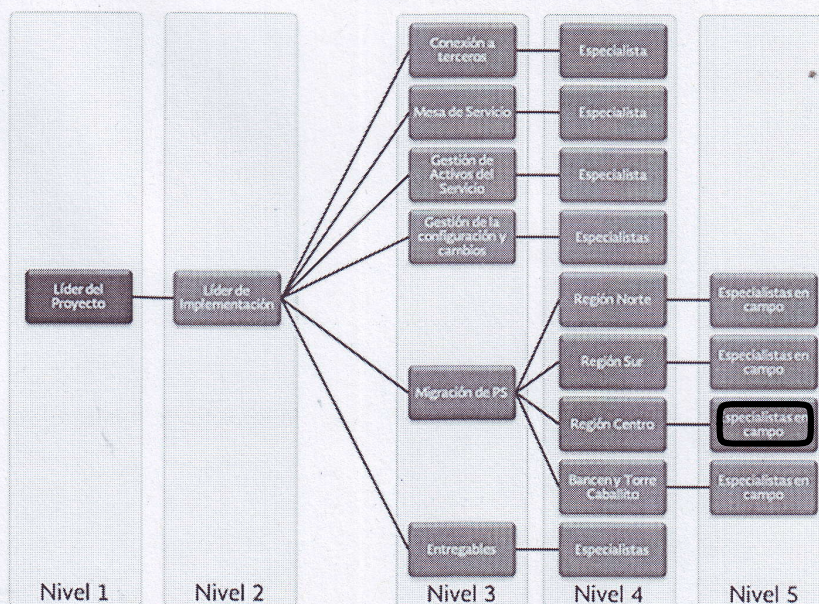 Conexión a
terceros
Especialista
Mesa de Servicio
Especialista
Gestión de
Activos del
Servicio
Especialista
Gestión de la
configuración y
cambios
Especialistas
Líder del
Proyecto
Líder de
Implementación
Región Norte
Especialistas en
campo
Región Sur
Especialistas en
campo
Migración de PS
Región Centro
Especialistas en
campo
Bancen y Torre
Caballito
Especialistas en
campo
Entregables
Especialistas
Nivel 1
Nivel 2
Nivel 3
Nivel 4
Nivel 5